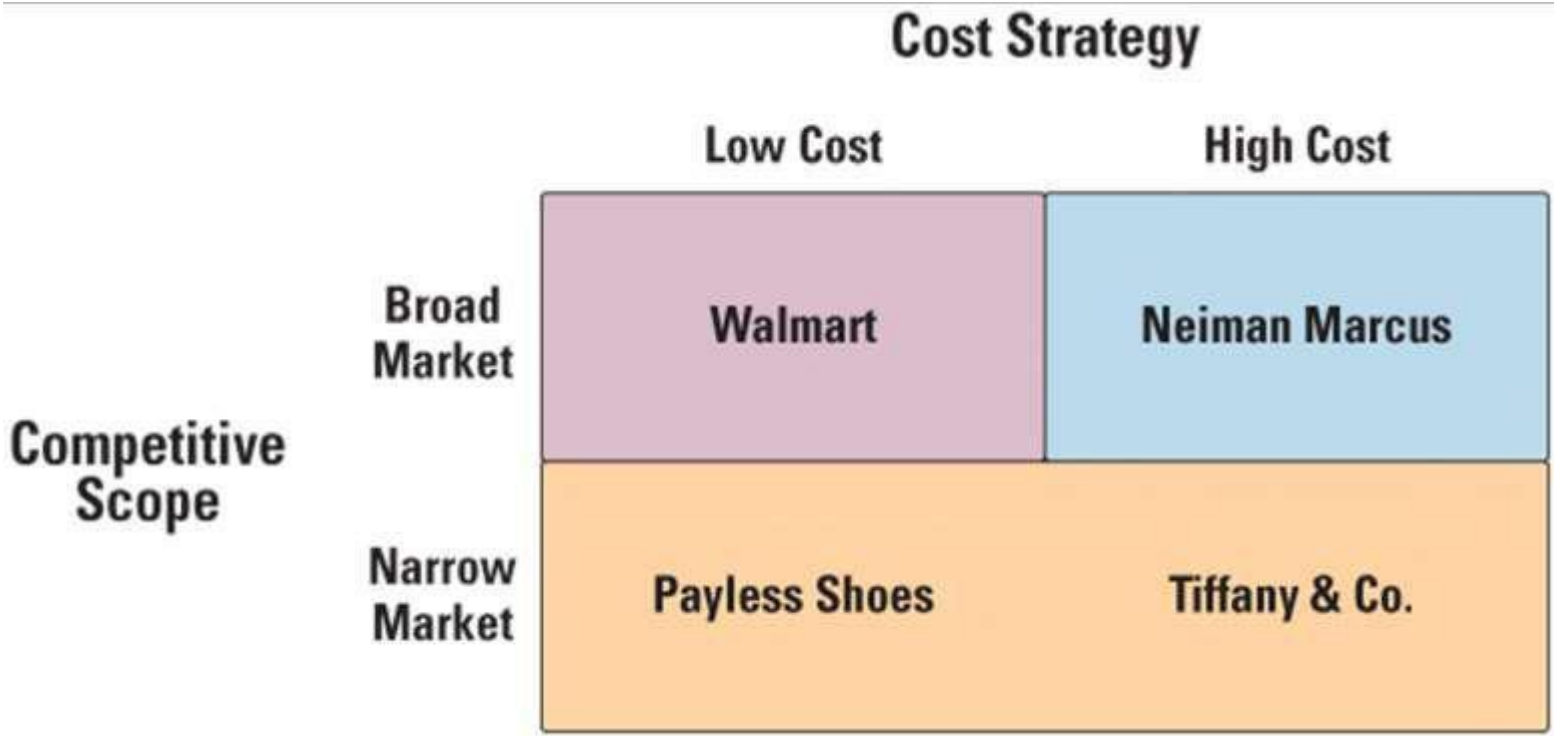 Cost Strategy
Low Cost
High Cost
Broad
Market
Walmart
Neiman Marcus
Competitive
Scope
Narrow
Market
Payless Shoes
Tiffany & Co.